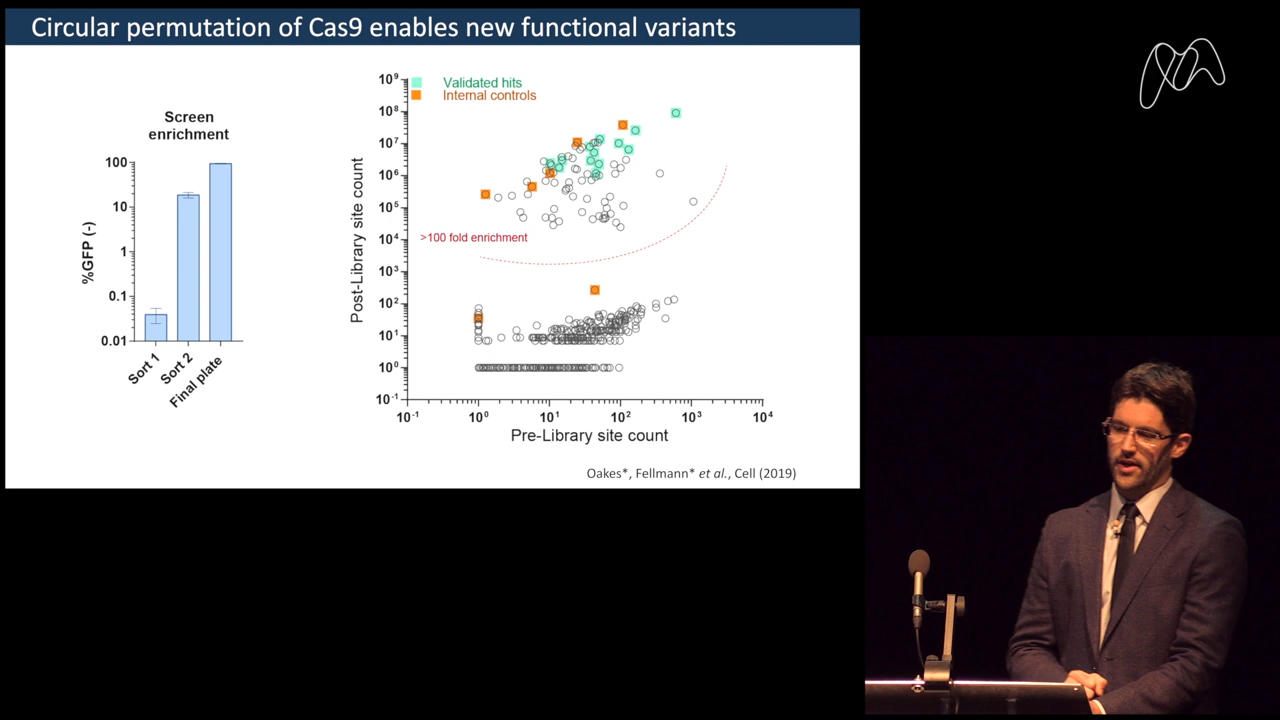 Circular permutation of Cas9 enables new functional variants
Screen
enrichment
%GFP (-)
100
10
1
0.1
0.01
Sort 1
Sort 2
Final plate
Validated hits
Internal controls
Post-Library site count
10⁹
10⁸
10⁷
10⁶
10⁵
10⁴
10³
10²
10¹
10⁰
10⁻¹
>100 fold enrichment
10⁻¹ 10⁰ 10¹ 10² 10³ 10⁴
Pre-Library site count
Oakes*, Fellmann* et al., Cell (2019)